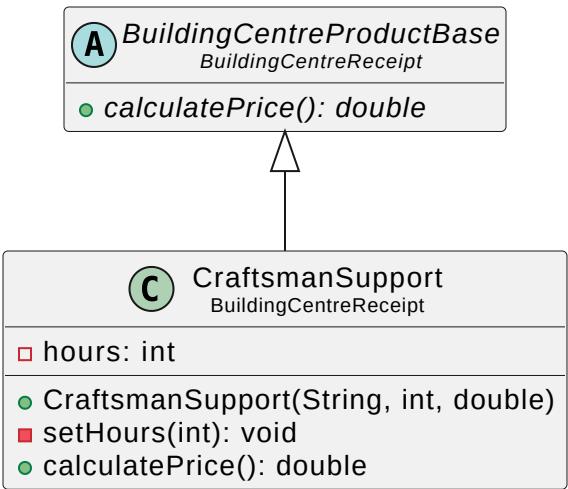 A BuildingCentreProductBase
BuildingCentreReceipt
calculatePrice(): double
C CraftsmanSupport
BuildingCentreReceipt
hours: int
CraftsmanSupport(String, int, double)
setHours(int): void
calculatePrice(): double